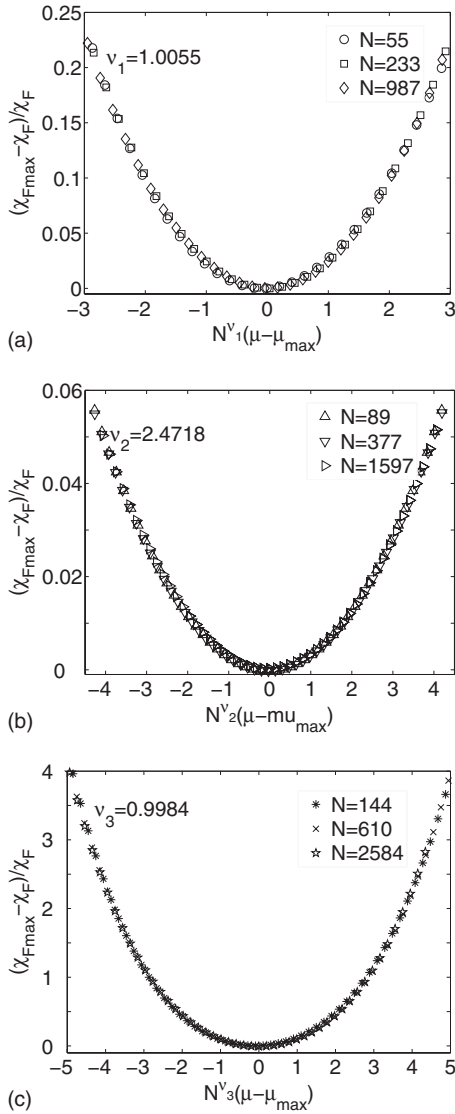 0.25
0.2
0.15
0.1
0.05
0
(χFmax−χF)/χF
ν1=1.0055
N=55
N=233
N=987
−3 −2 −1 0 1 2 3
N^ν1(μ−μmax)
(a)
0.06
0.04
0.02
0
(χFmax−χF)/χF
ν2=2.4718
N=89
N=377
N=1597
−4 −3 −2 −1 0 1 2 3 4
N^ν2(μ−mumax)
(b)
4
3
2
1
0
(χFmax−χF)/χF
ν3=0.9984
N=144
N=610
N=2584
−5 −4 −3 −2 −1 0 1 2 3 4 5
N^ν3(μ−μmax)
(c)